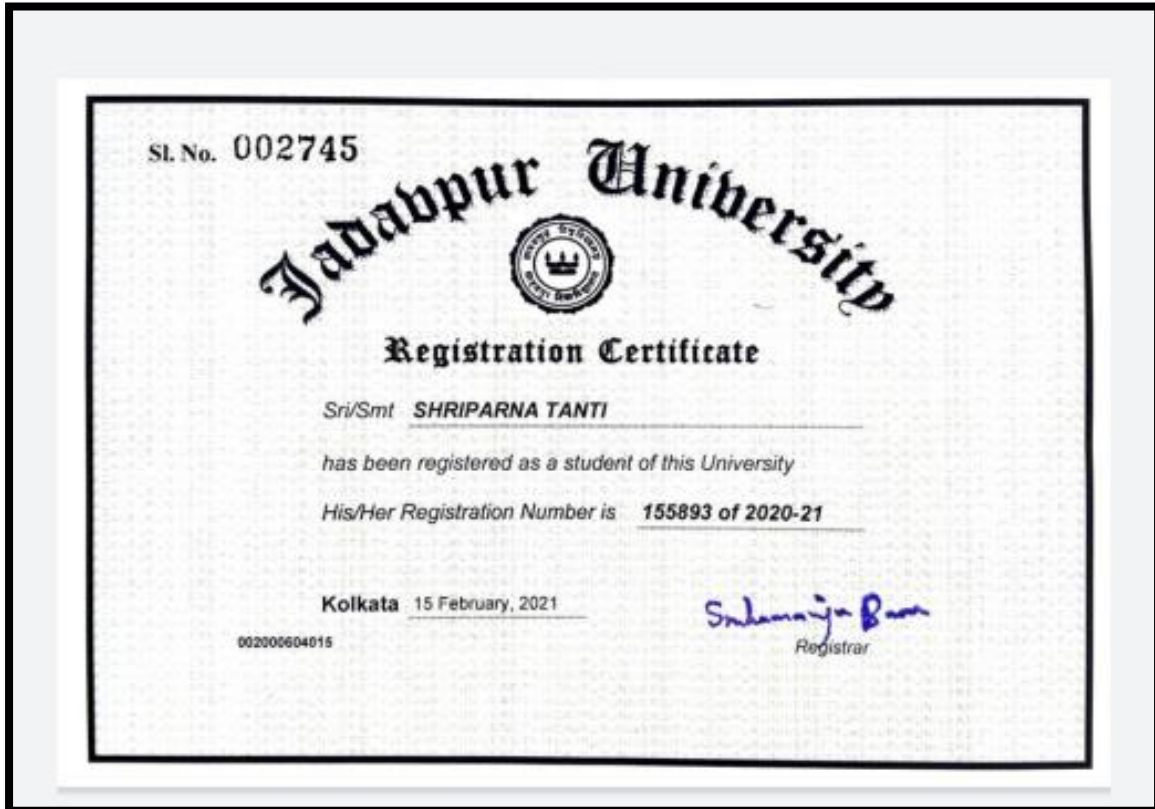 Sl. No. 002745
Jadavpur University
Registration Certificate
Sri/Smt SHRIPARNA TANTI
has been registered as a student of this University
His/Her Registration Number is 155893 of 2020-21
Kolkata 15 February, 2021
002000604015
Registrar